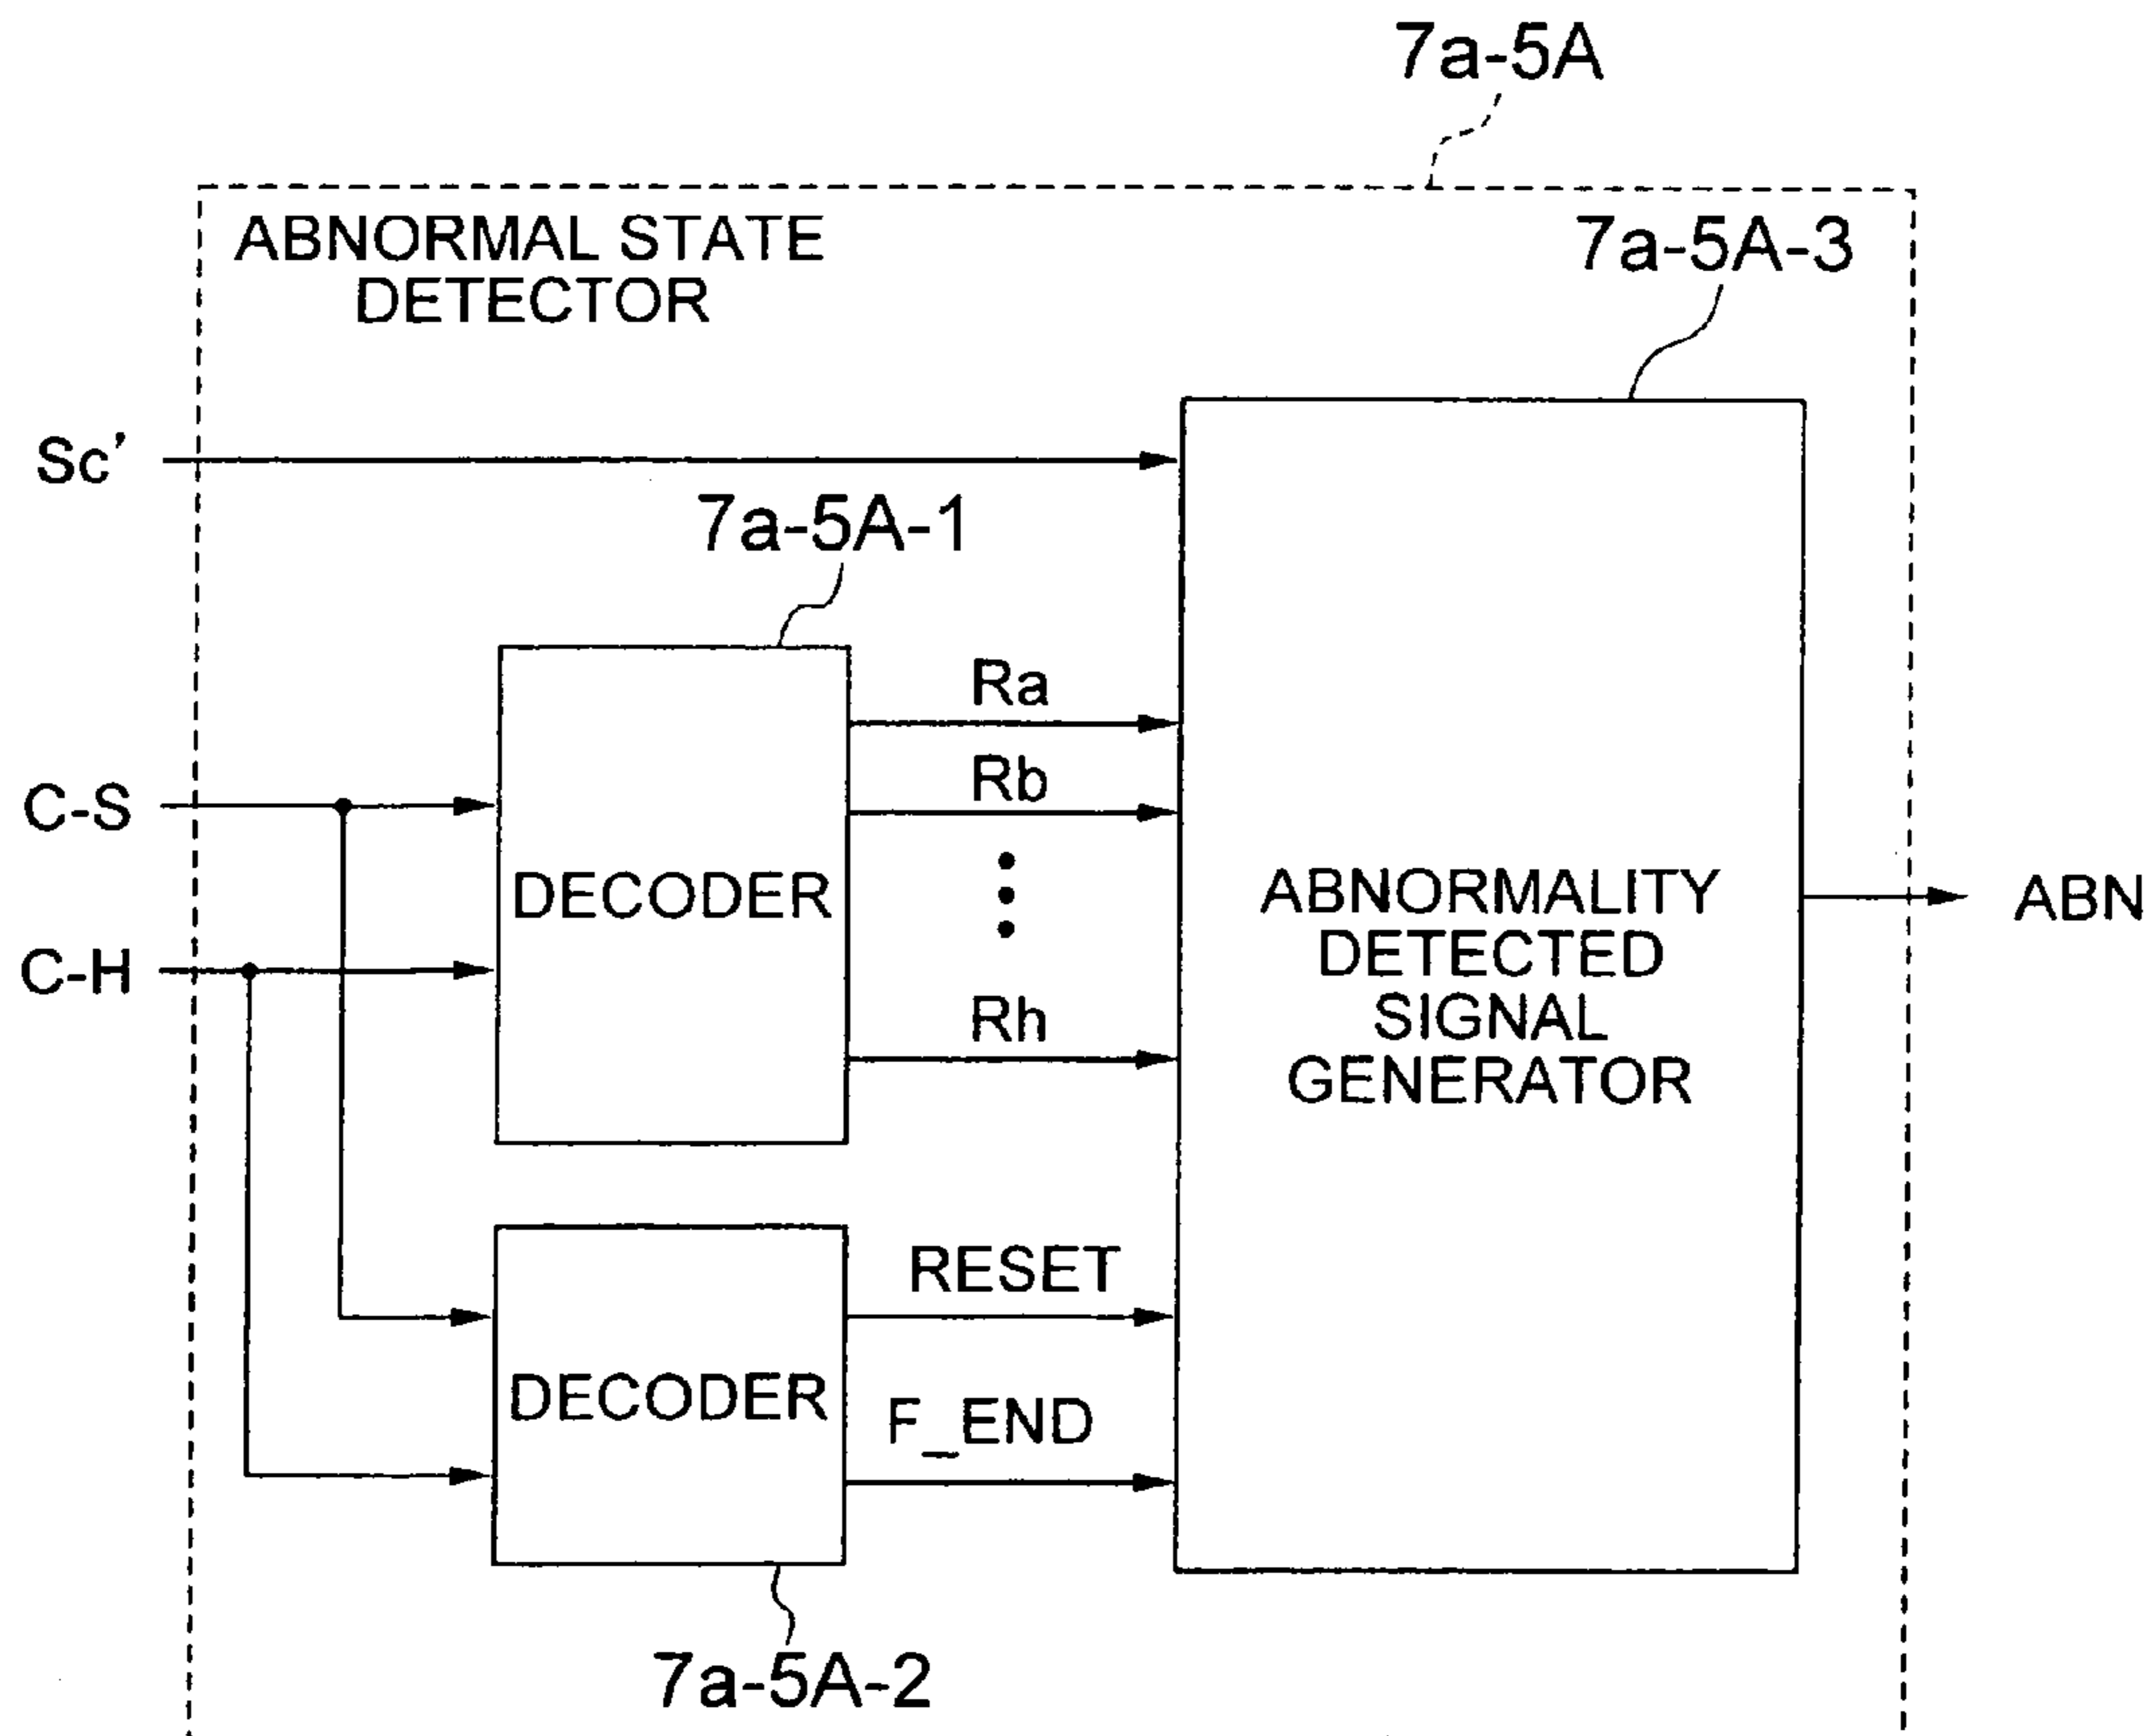 7a-5A
ABNORMAL STATE
DETECTOR
7a-5A-3
Sc’
7a-5A-1
Ra
Rb
C-S
DECODER
C-H
Rh
ABNORMALITY
DETECTED
SIGNAL
GENERATOR
ABN
RESET
DECODER
F_END
7a-5A-2